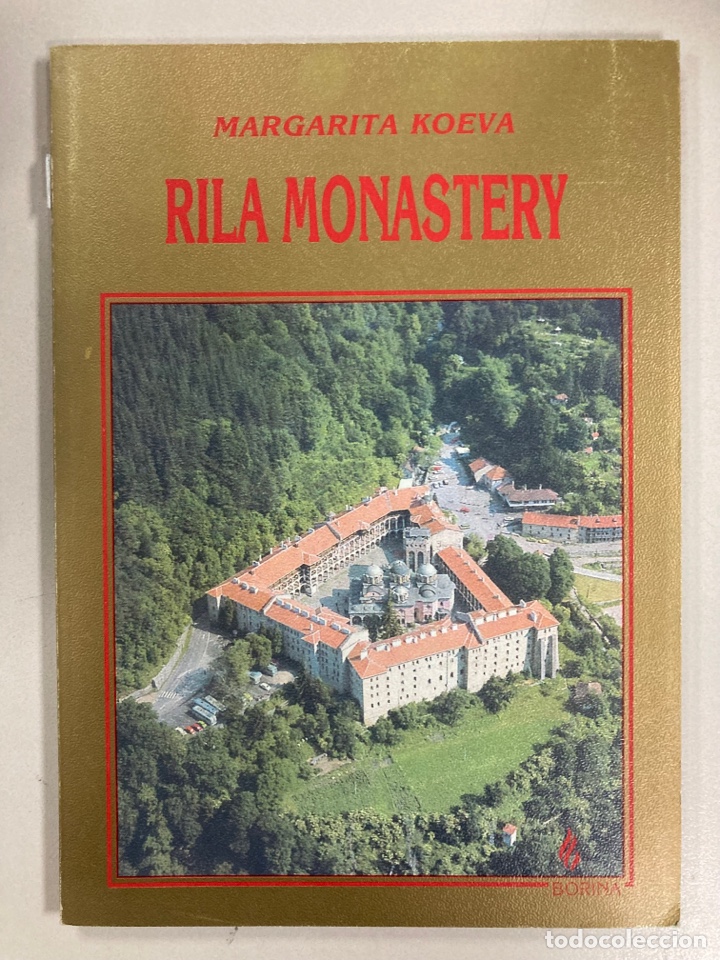 MARGARITA KOEVA
RILA MONASTERY
BORINA
todocoleccion